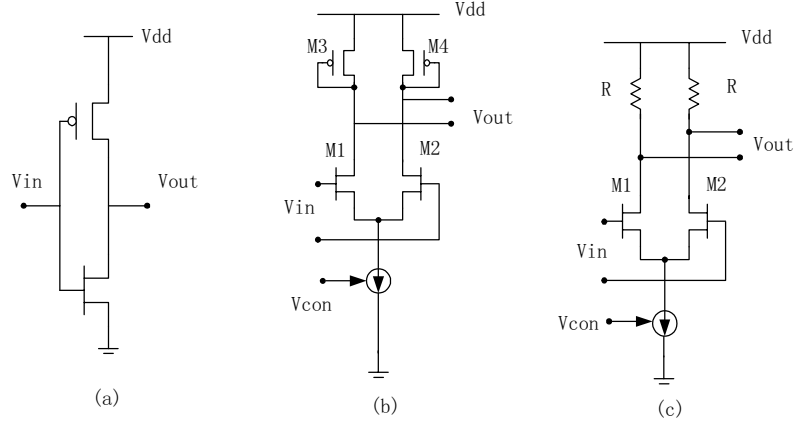 Vdd
Vin
Vout
(a)
Vdd
M3
M4
Vout
M1
M2
Vin
Vcon
(b)
Vdd
R
R
Vout
M1
M2
Vin
Vcon
(c)